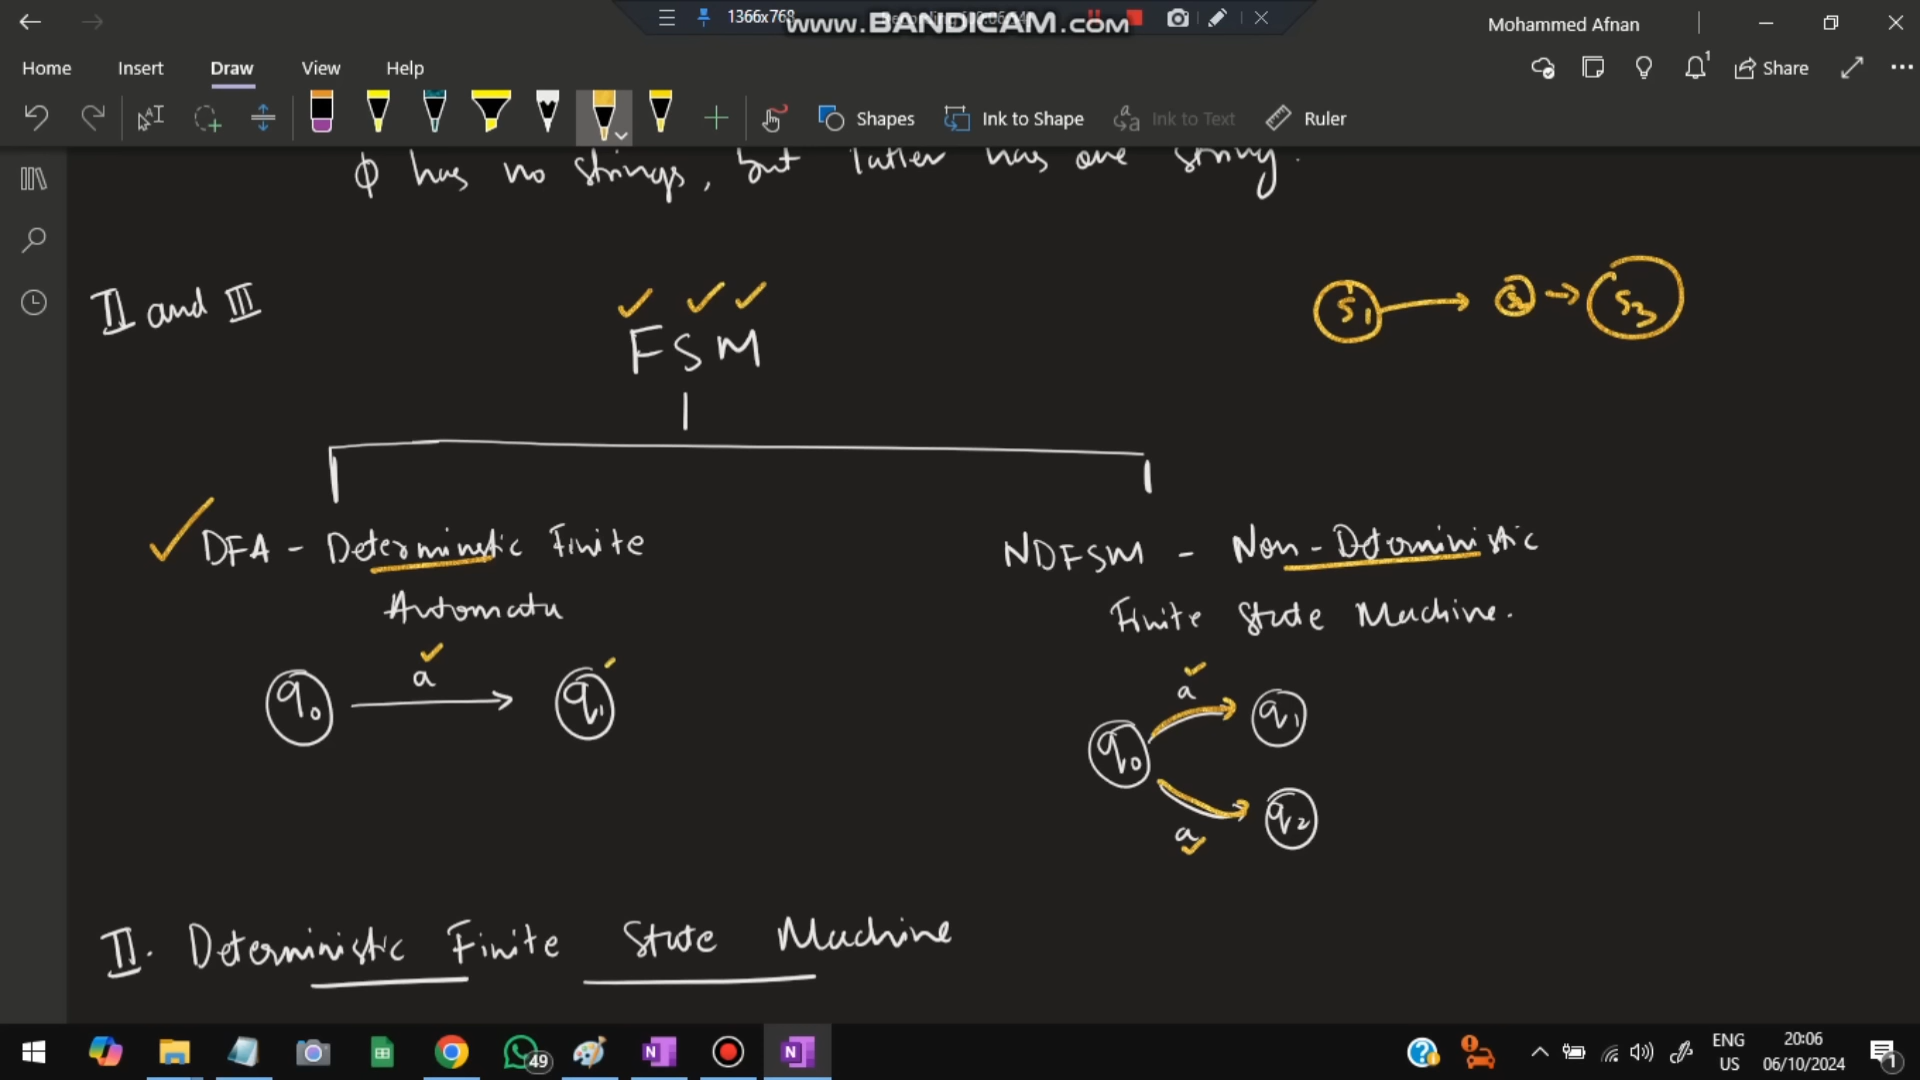 1366x768
WWW.BANDICAM.COM
Mohammed Afnan
Home Insert Draw View Help
Share
Shapes
Ink to Shape
Ink to Text
Ruler
ϕ has no strings, but latter has one string.
II and III
FSM
S1
S3
DFA - Deterministic Finite
Automata
a
q0
q1
NDFSM - Non-Deterministic
Finite State Machine.
a
q1
q0
a
q2
II. Deterministic Finite State Machine
49
ENG
US
20:06
06/10/2024
1